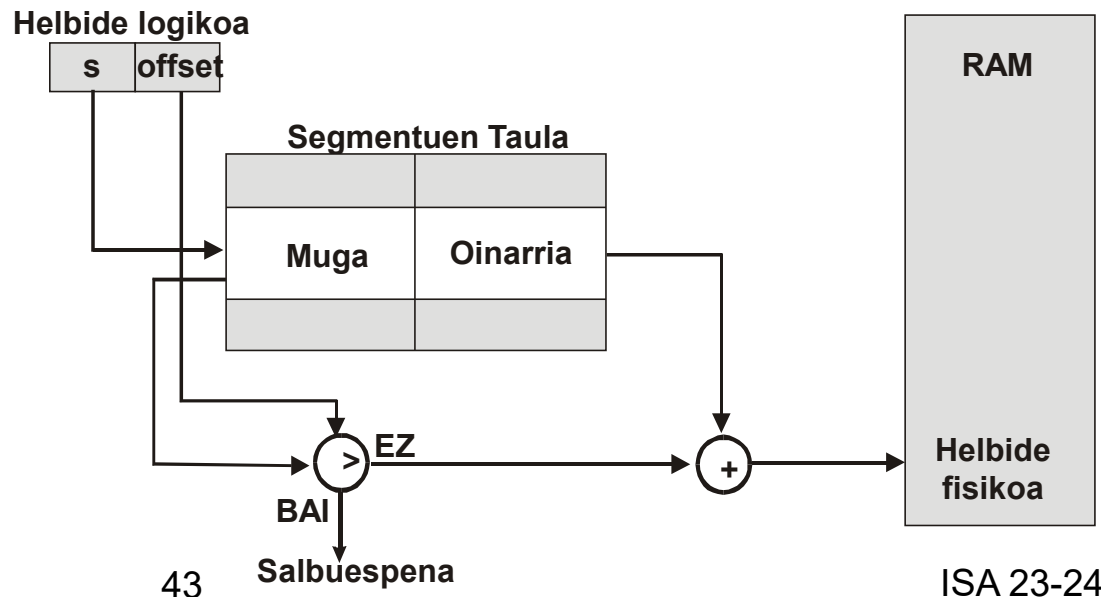 Helbide logikoa
s offset
RAM
Segmentuen Taula
Muga Oinarria
> EZ
+
Helbide
fisikoa
BAI
Salbuespena
43
ISA 23-24